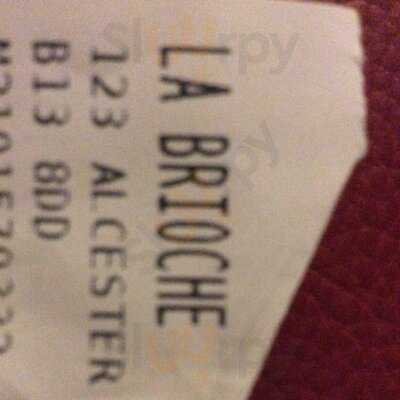 LA BRIOCHE
123 ALCESTER
B13 8DD